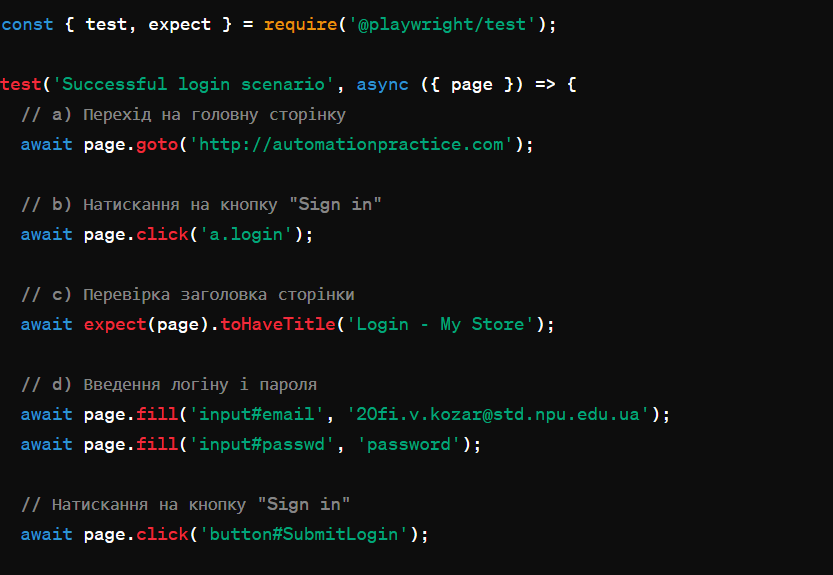 const { test, expect } = require('@playwright/test');
test('Successful login scenario', async ({ page }) => {
// a) Перехід на головну сторінку
await page.goto('http://automationpractice.com');
// b) Натискання на кнопку "Sign in"
await page.click('a.login');
// c) Перевірка заголовка сторінки
await expect(page).toHaveTitle('Login - My Store');
// d) Введення логіну і пароля
await page.fill('input#email', '20fi.v.kozar@std.npu.edu.ua');
await page.fill('input#passwd', 'password');
// Натискання на кнопку "Sign in"
await page.click('button#SubmitLogin');